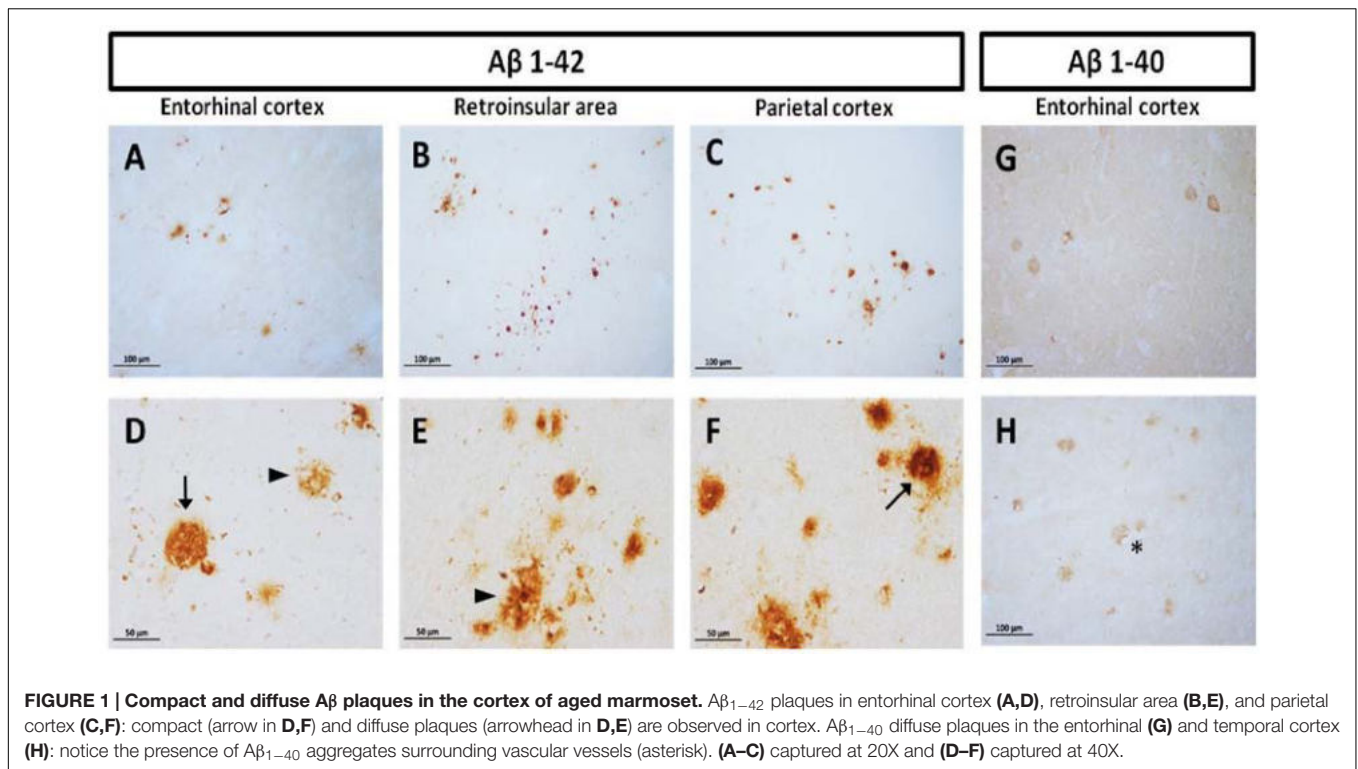 Aβ 1-42 Aβ 1-40
Entorhinal cortex Retroinsular area Parietal cortex Entorhinal cortex
A B C G
100 µm 100 µm 100 µm
D E F H
*
50 µm 50 µm 50 µm 100 µm
FIGURE 1 | Compact and diffuse Aβ plaques in the cortex of aged marmoset. Aβ1–42 plaques in entorhinal cortex (A,D), retroinsular area (B,E), and parietal
cortex (C,F): compact (arrow in D,F) and diffuse plaques (arrowhead in D,E) are observed in cortex. Aβ1–40 diffuse plaques in the entorhinal (G) and temporal cortex
(H): notice the presence of Aβ1–40 aggregates surrounding vascular vessels (asterisk). (A–C) captured at 20X and (D–F) captured at 40X.